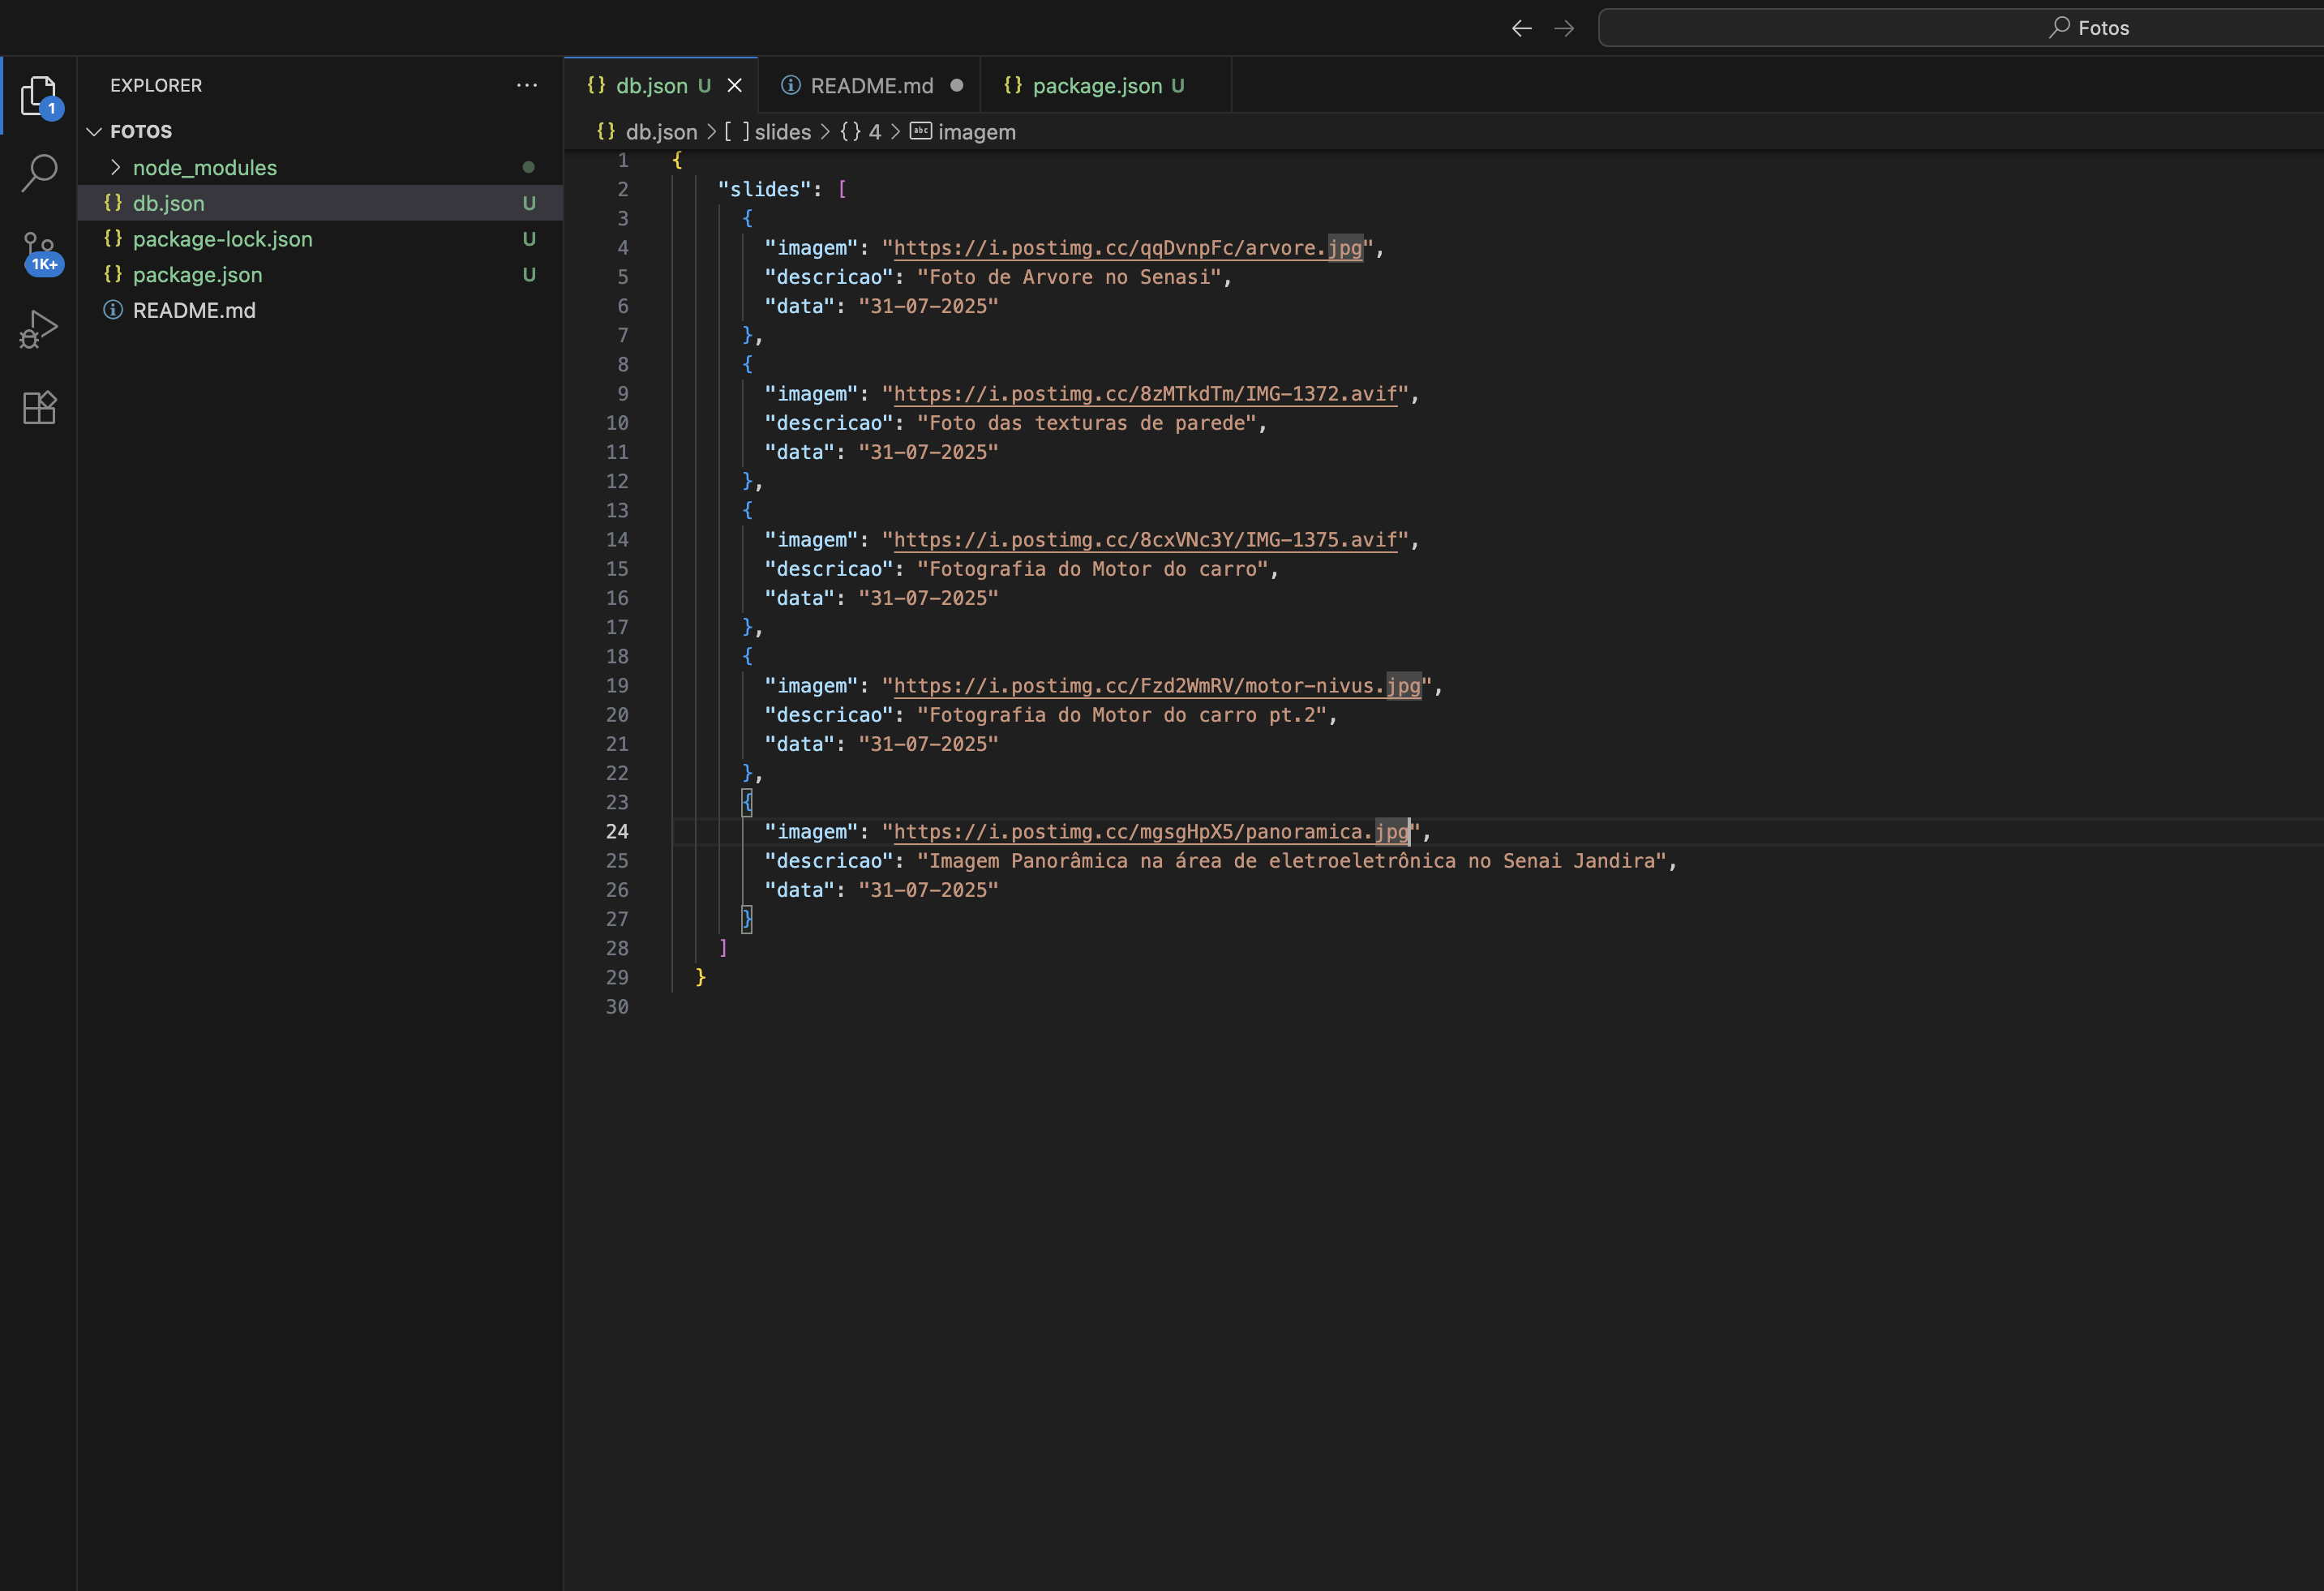 Fotos
EXPLORER
db.json U
README.md
package.json U
FOTOS
db.json > [ ] slides > {} 4 > abc imagem
node_modules
db.json U
package-lock.json U
package.json U
README.md
1
1K+
1 {
2 "slides": [
3 {
4 "imagem": "https://i.postimg.cc/qqDvnpFc/arvore.jpg",
5 "descricao": "Foto de Arvore no Senasi",
6 "data": "31-07-2025"
7 },
8 {
9 "imagem": "https://i.postimg.cc/8zMTkdTm/IMG-1372.avif",
10 "descricao": "Foto das texturas de parede",
11 "data": "31-07-2025"
12 },
13 {
14 "imagem": "https://i.postimg.cc/8cxVNc3Y/IMG-1375.avif",
15 "descricao": "Fotografia do Motor do carro",
16 "data": "31-07-2025"
17 },
18 {
19 "imagem": "https://i.postimg.cc/Fzd2WmRV/motor-nivus.jpg",
20 "descricao": "Fotografia do Motor do carro pt.2",
21 "data": "31-07-2025"
22 },
23 {
24 "imagem": "https://i.postimg.cc/mgsgHpX5/panoramica.jpg",
25 "descricao": "Imagem Panorâmica na área de eletroeletrônica no Senai Jandira",
26 "data": "31-07-2025"
27 }
28 ]
29 }
30